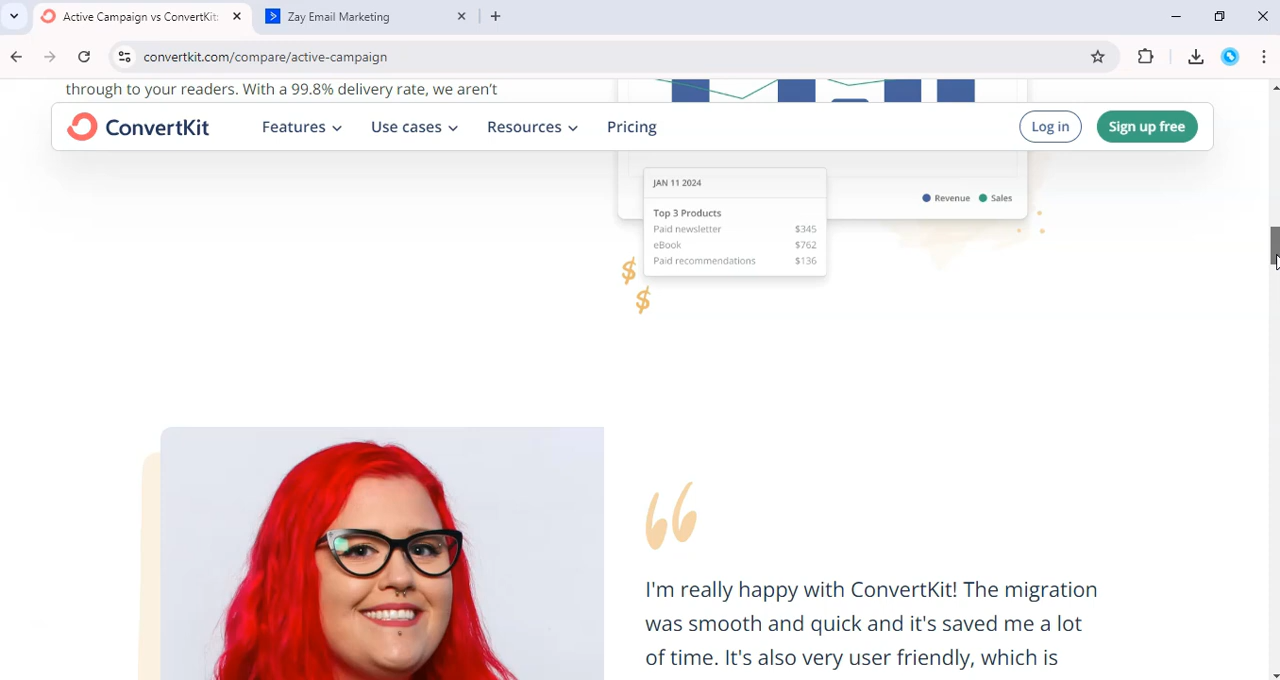 Active Campaign vs ConvertKit:
Zay Email Marketing
convertkit.com/compare/active-campaign
through to your readers. With a 99.8% delivery rate, we aren't
ConvertKit
Features
Use cases
Resources
Pricing
Log in
Sign up free
JAN 11 2024
Top 3 Products
Paid newsletter $345
eBook $762
Paid recommendations $136
Revenue Sales
$
$
“
I'm really happy with ConvertKit! The migration
was smooth and quick and it's saved me a lot
of time. It's also very user friendly, which is